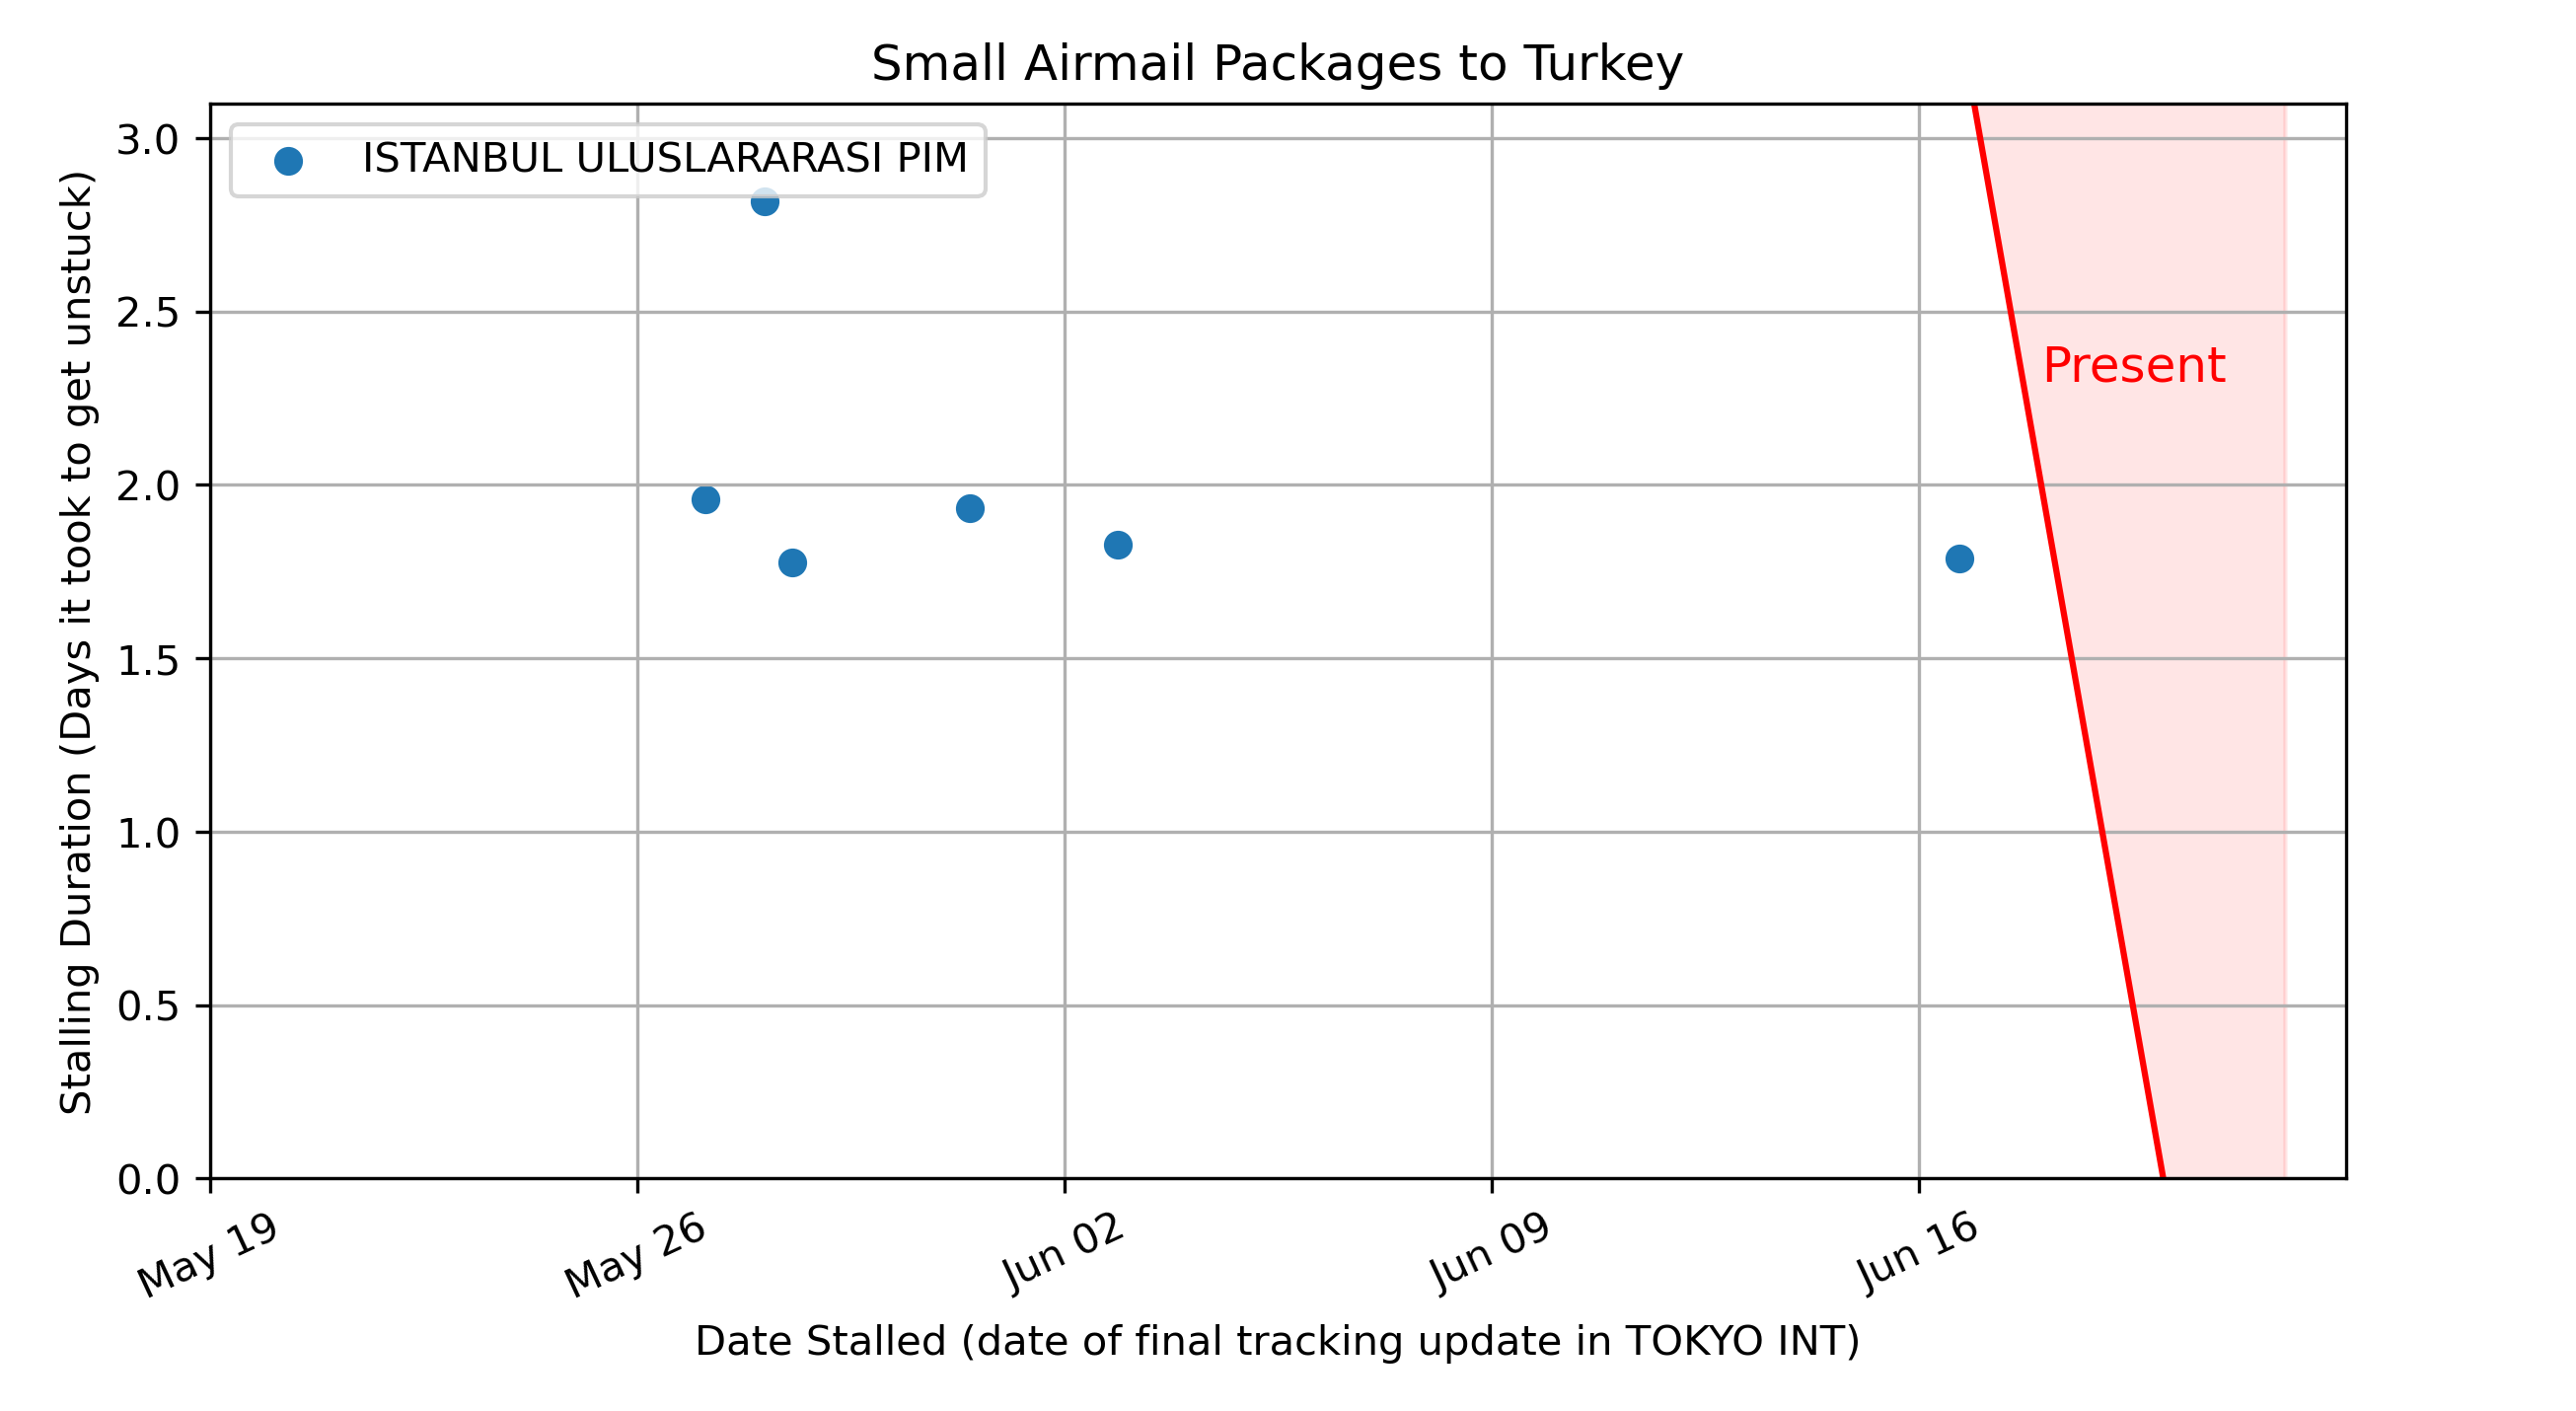 Small Airmail Packages to Turkey
ISTANBUL ULUSLARARASI PIM
Present
Stalling Duration (Days it took to get unstuck)
3.0
2.5
2.0
1.5
1.0
0.5
0.0
May 19
May 26
Jun 02
Jun 09
Jun 16
Date Stalled (date of final tracking update in TOKYO INT)